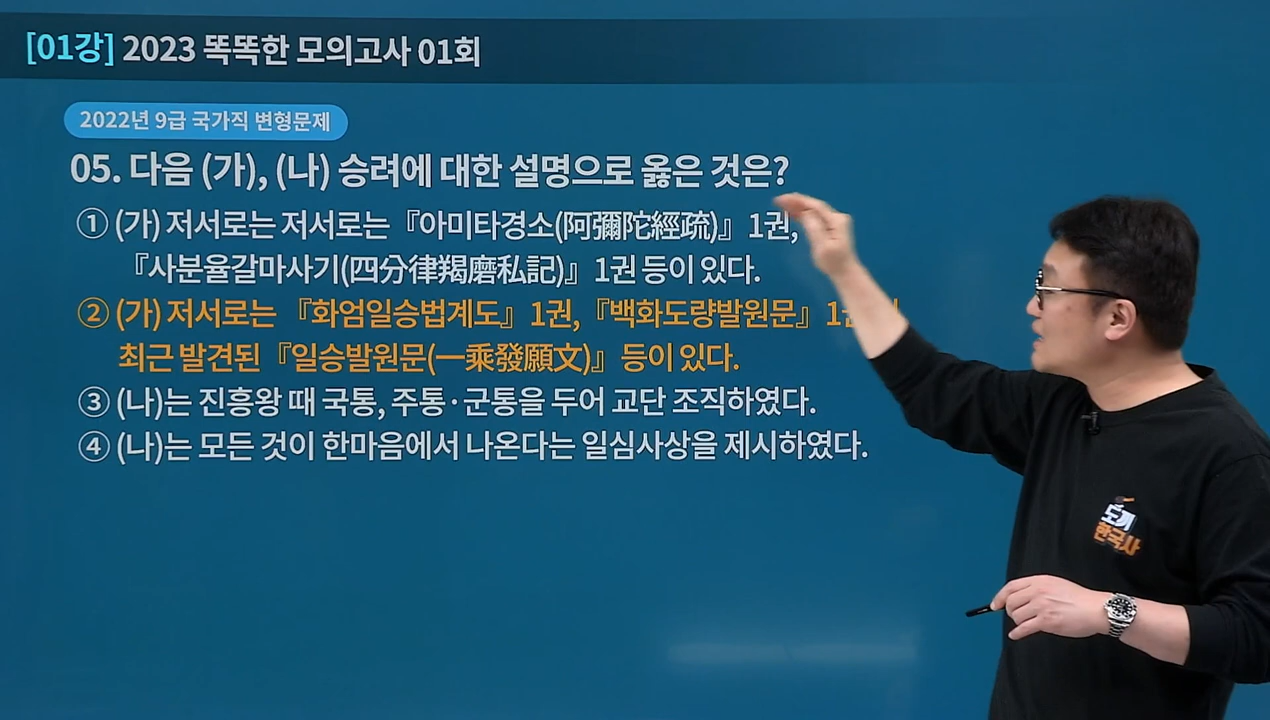 [01강] 2023 똑똑한 모의고사 01회
2022년 9급 국가직 변형문제
05. 다음 (가), (나) 승려에 대한 설명으로 옳은 것은?
① (가) 저서로는 저서로는 『아미타경소(阿彌陀經疏)』 1권,
『사분율갈마사기(四分律羯磨私記)』 1권 등이 있다.
② (가) 저서로는 『화엄일승법계도』 1권, 『백화도량발원문』
최근 발견된 『일승발원문(一乘發願文)』 등이 있다.
③ (나)는 진흥왕 때 국통, 주통·군통을 두어 교단 조직하였다.
④ (나)는 모든 것이 한마음에서 나온다는 일심사상을 제시하였다.
도끼
한국사